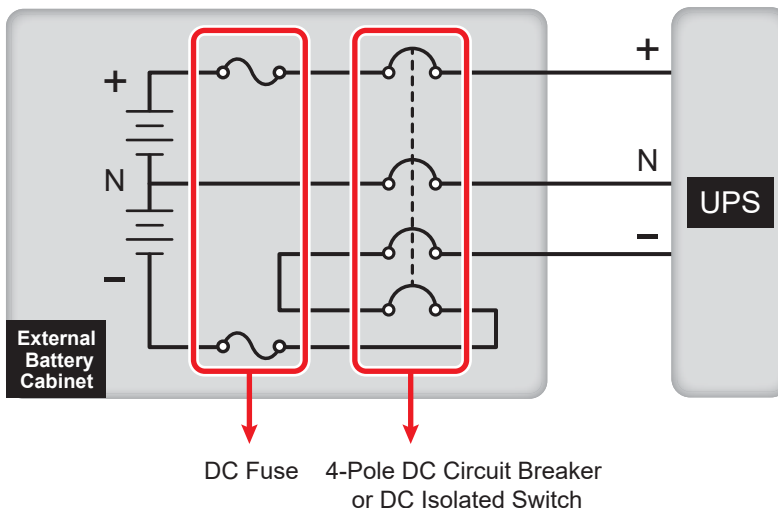 +
+
N
N
UPS
−
−
External
Battery
Cabinet
DC Fuse
4-Pole DC Circuit Breaker
or DC Isolated Switch